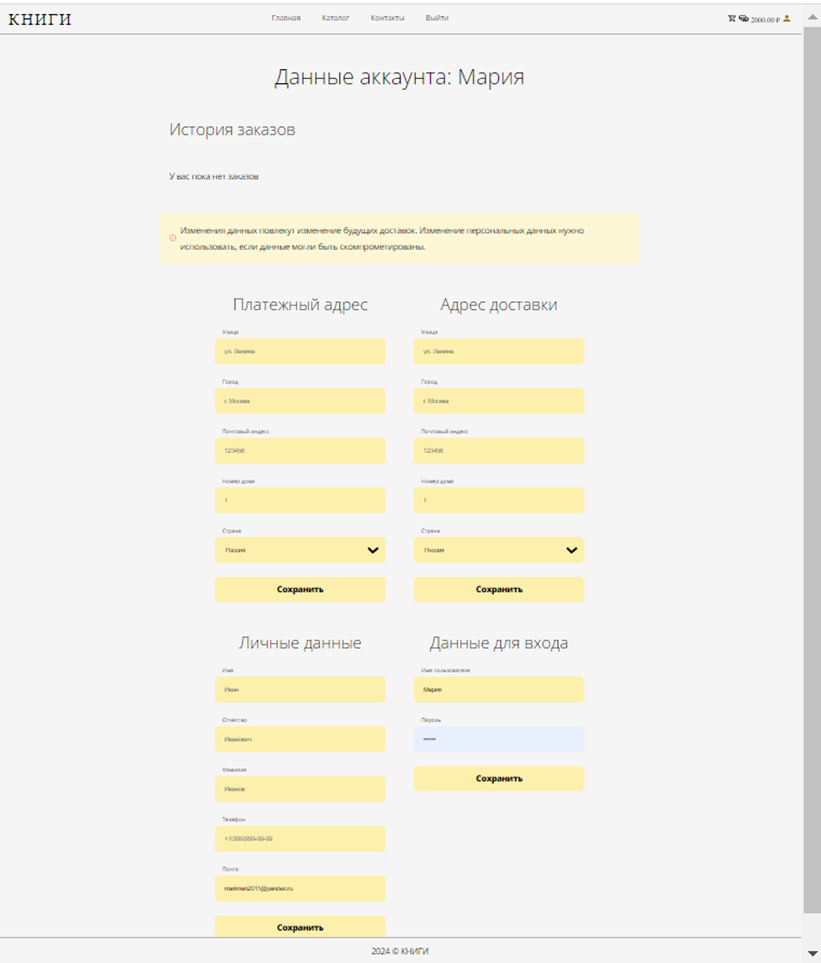 КНИГИ
Главная Каталог Контакты Выйти
2000.00 ₽
Данные аккаунта: Мария
История заказов
У вас пока нет заказов
Изменения данных повлекут изменение будущих доставок. Изменение персональных данных нужно
использовать, если данные могли быть скомпрометированы.
Платежный адрес Адрес доставки
Улица Улица
ул. Ленина ул. Ленина
Город Город
г. Москва г. Москва
Почтовый индекс Почтовый индекс
123456 123456
Номер дома Номер дома
1 1
Страна Страна
Россия Россия
Сохранить Сохранить
Личные данные Данные для входа
Имя Имя пользователя
Иван Мария
Отчество Пароль
Иванович ••••••
Фамилия
Иванов
Сохранить
Телефон
+7(999)999-99-99
Почта
Сохранить
2024 © КНИГИ